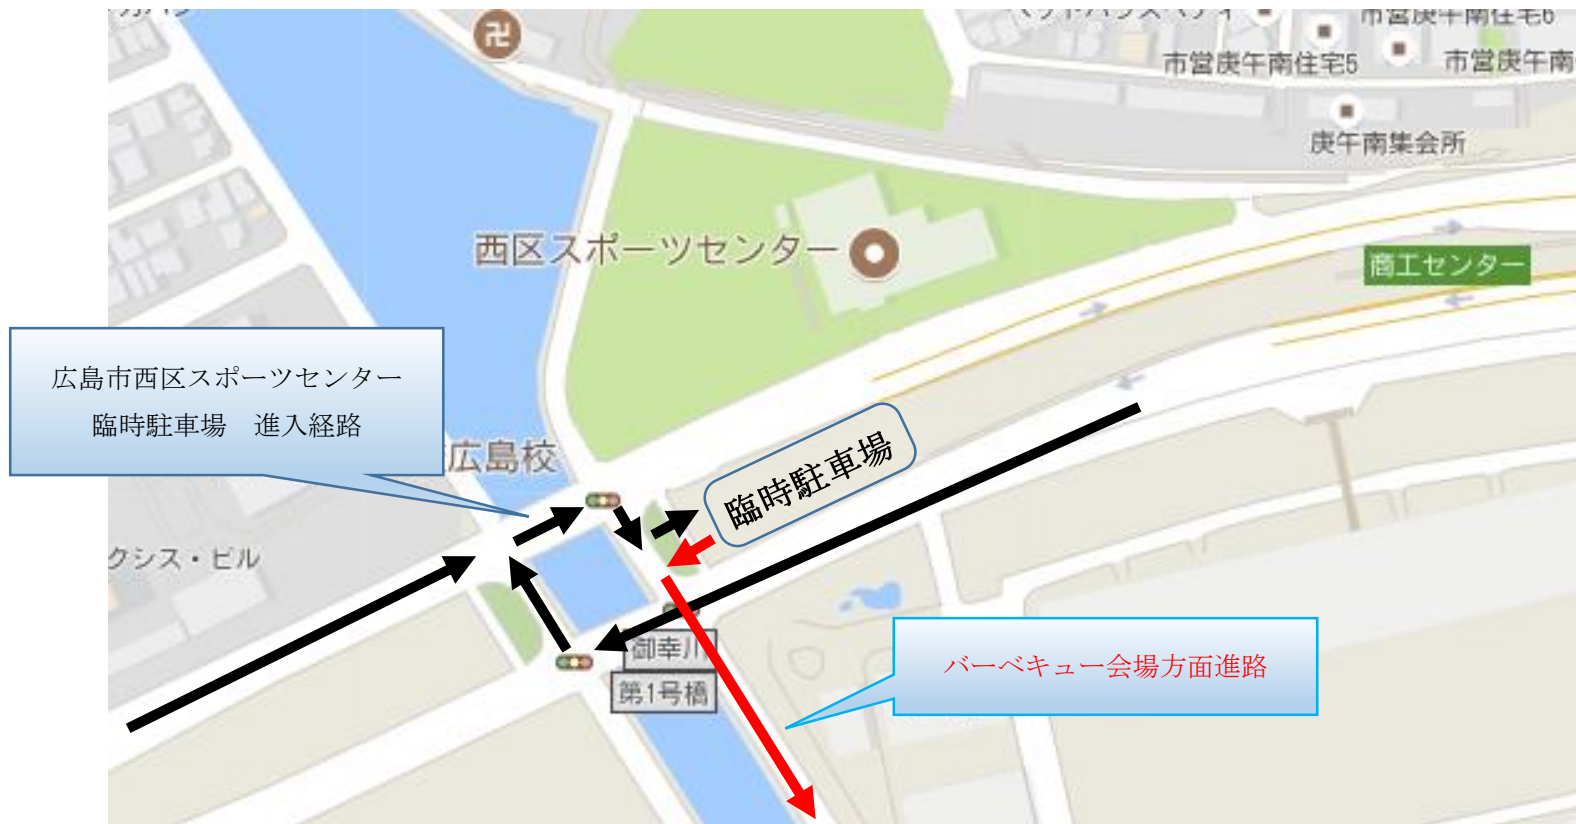 市営庚午南住宅6
市営庚午南住宅5
市営庚午南
庚午南集会所
西区スポーツセンター
商工センター
広島市西区スポーツセンター
臨時駐車場　進入経路
広島校
臨時駐車場
クシス・ビル
御幸川
第1号橋
バーベキュー会場方面進路